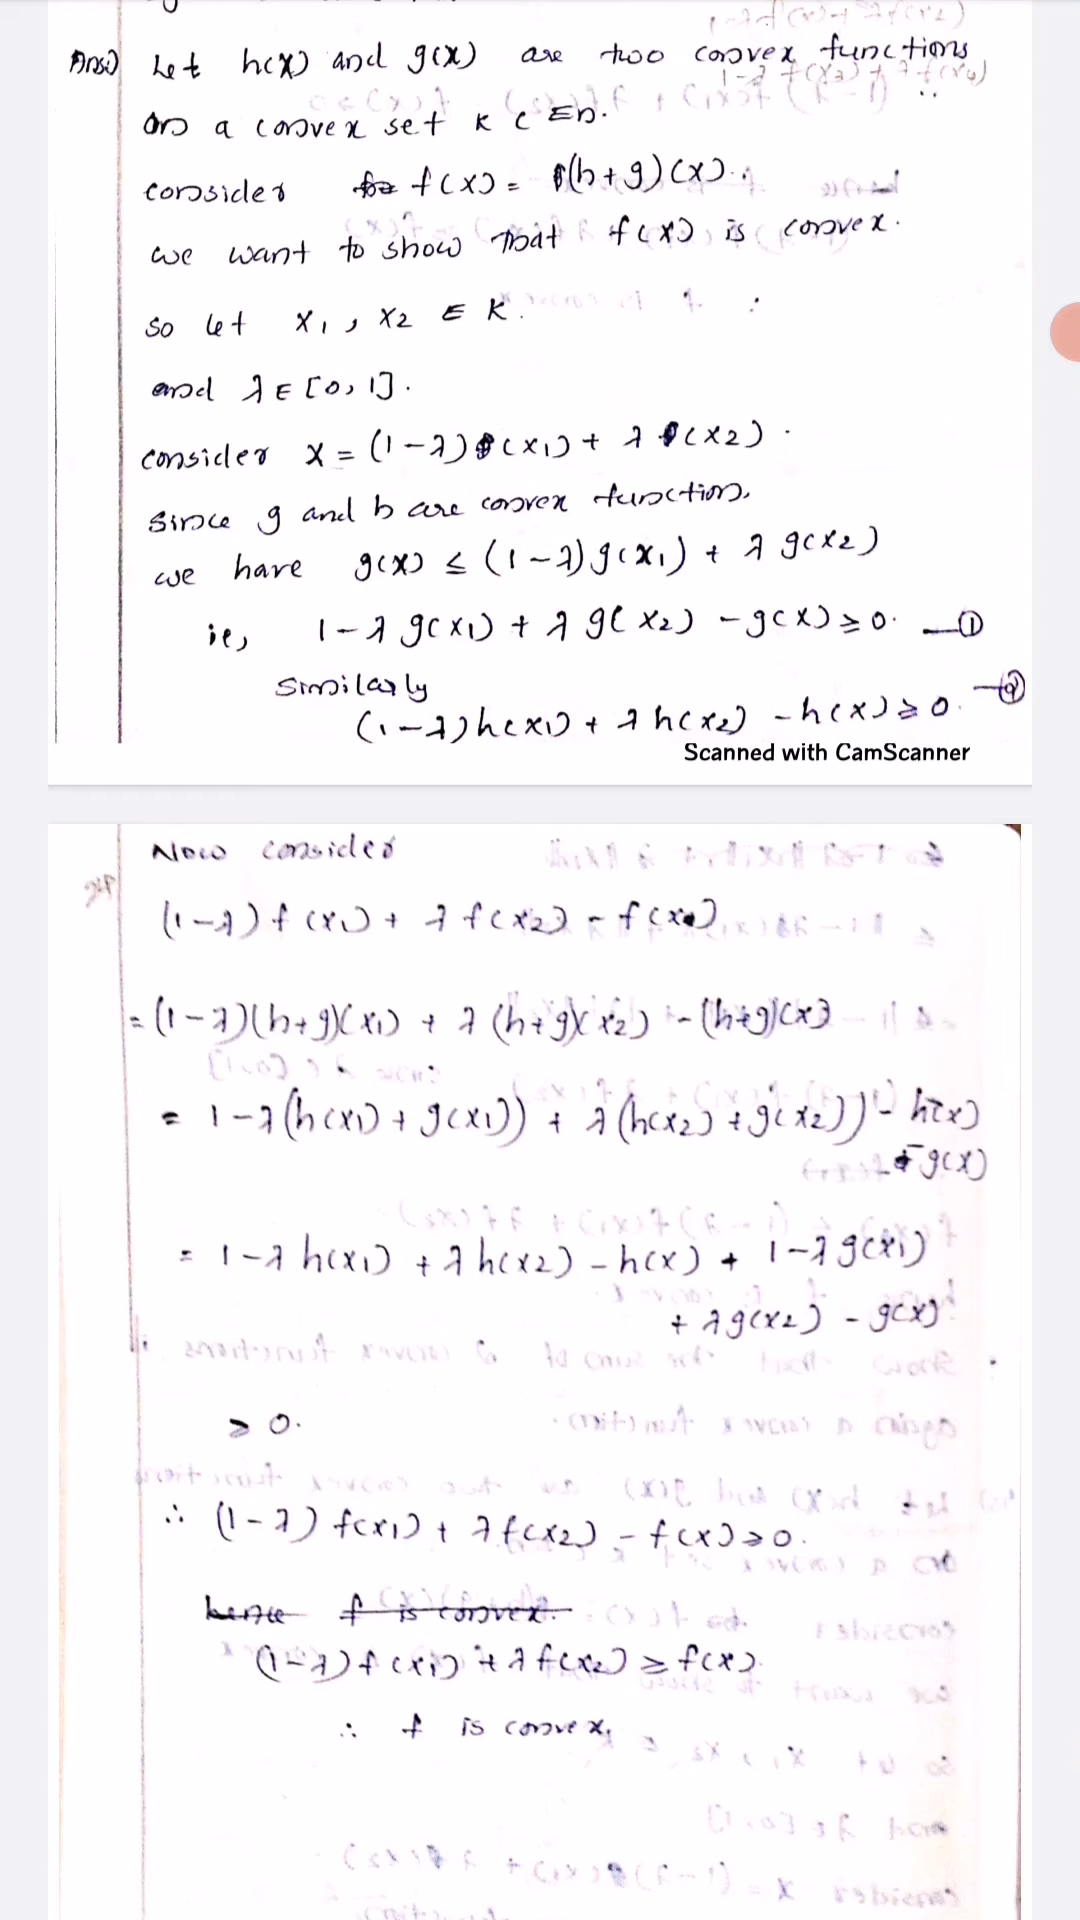 Ans:) Let h(x) and g(x) are two convex functions
on a convex set K ⊂ En.
consider f(x) = (h+g)(x).
we want to show that f(x) is convex.
so let x₁, x₂ ∈ K.
and λ ∈ [0, 1].
consider x = (1-λ)(x₁) + λ(x₂).
since g and h are convex function,
we have g(x) ≤ (1-λ)g(x₁) + λ g(x₂)
ie, 1-λ g(x₁) + λ g(x₂) - g(x) ≥ 0. —①
similarly
(1-λ)h(x₁) + λ h(x₂) - h(x) ≥ 0. —②
Scanned with CamScanner
Now consider
(1-λ) f(x₁) + λ f(x₂) - f(x)
= (1-λ)(h+g)(x₁) + λ (h+g)(x₂) - (h+g)(x)
= 1-λ(h(x₁) + g(x₁)) + λ (h(x₂) + g(x₂)) - h(x)
- g(x)
= 1-λ h(x₁) + λ h(x₂) - h(x) + 1-λ g(x₁)
+ λ g(x₂) - g(x)
≥ 0.
∴ (1-λ) f(x₁) + λ f(x₂) - f(x) ≥ 0.
hence f is convex.
(1-λ) f(x₁) + λ f(x₂) ≥ f(x)
∴ f is convex,